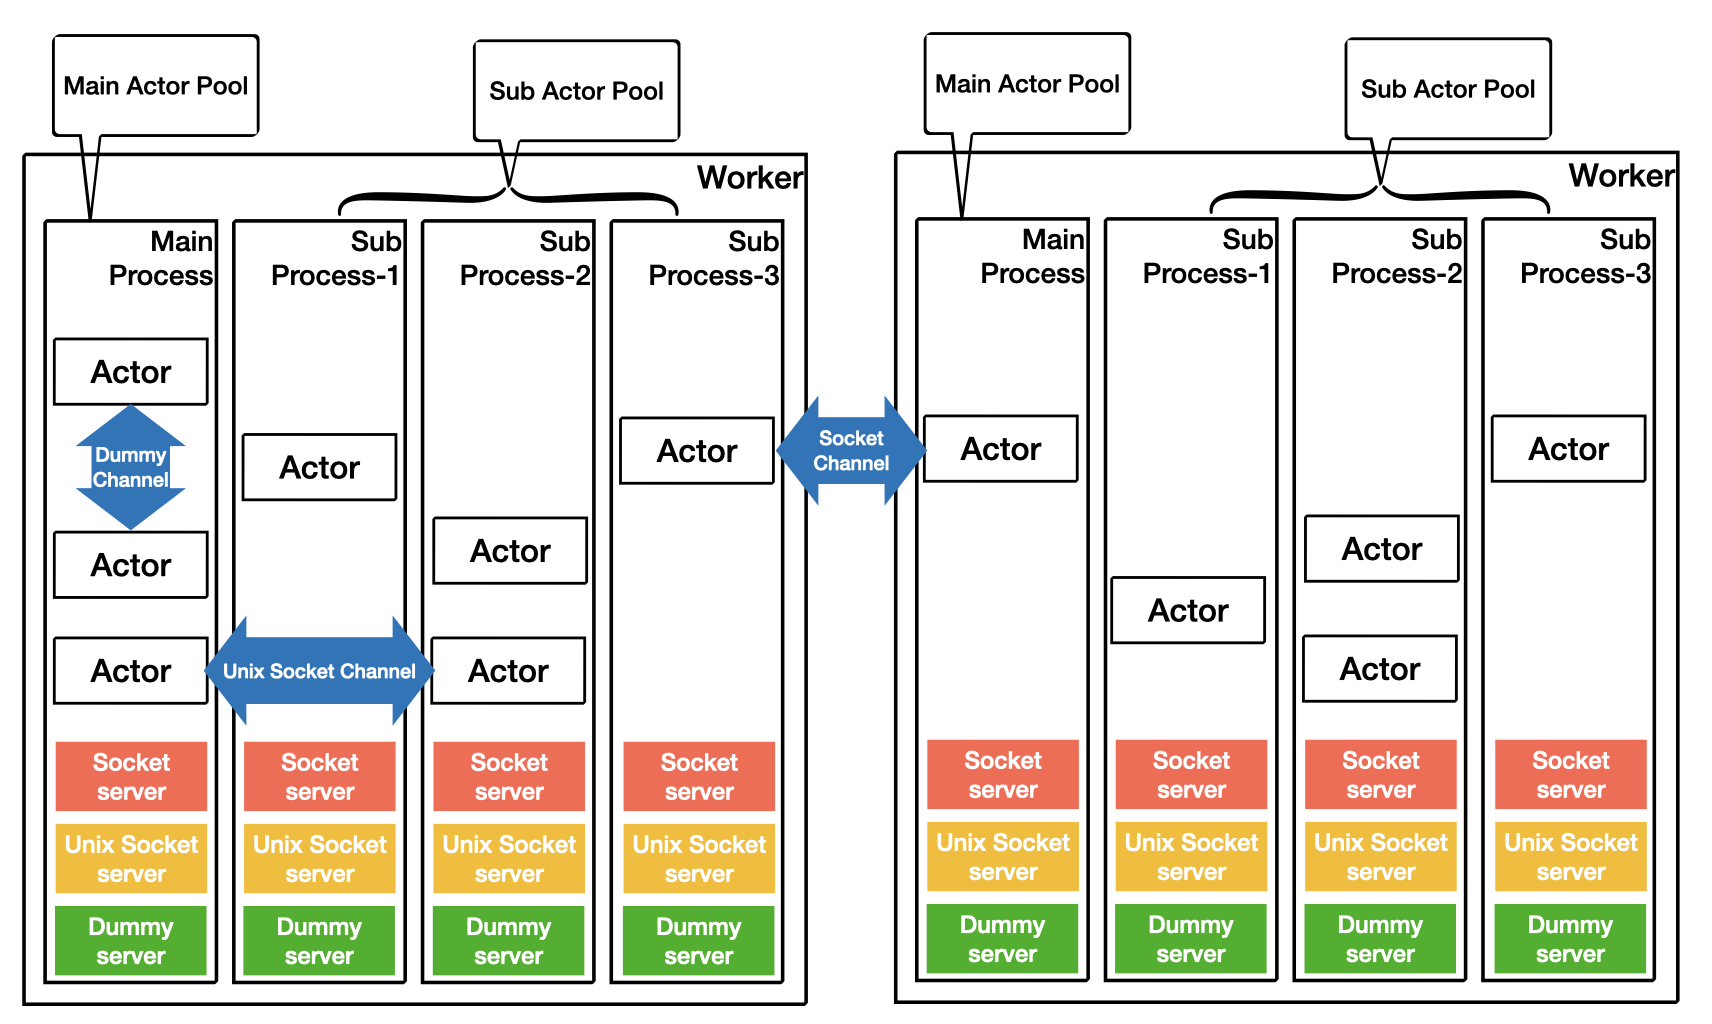 Main Actor Pool
Sub Actor Pool
Worker
Main
Process
Sub
Process-1
Sub
Process-2
Sub
Process-3
Actor
Dummy
Channel
Actor
Actor
Actor
Unix Socket Channel
Actor
Actor
Actor
Socket
server
Socket
server
Socket
server
Socket
server
Unix Socket
server
Unix Socket
server
Unix Socket
server
Unix Socket
server
Dummy
server
Dummy
server
Dummy
server
Dummy
server
Socket
Channel
Main Actor Pool
Sub Actor Pool
Worker
Main
Process
Sub
Process-1
Sub
Process-2
Sub
Process-3
Actor
Actor
Actor
Actor
Actor
Socket
server
Socket
server
Socket
server
Socket
server
Unix Socket
server
Unix Socket
server
Unix Socket
server
Unix Socket
server
Dummy
server
Dummy
server
Dummy
server
Dummy
server